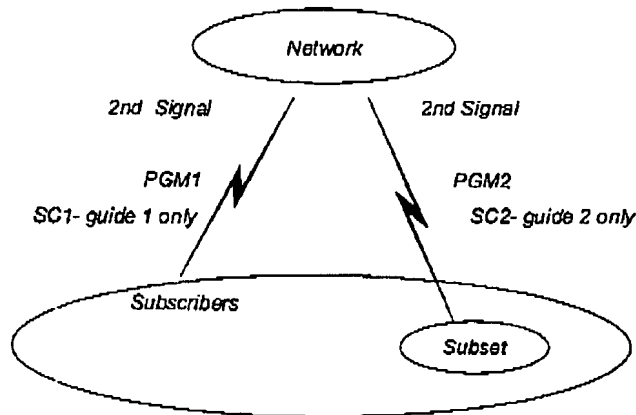 Network
2nd Signal
2nd Signal
PGM1
PGM2
SC1- guide 1 only
SC2- guide 2 only
Subscribers
Subset